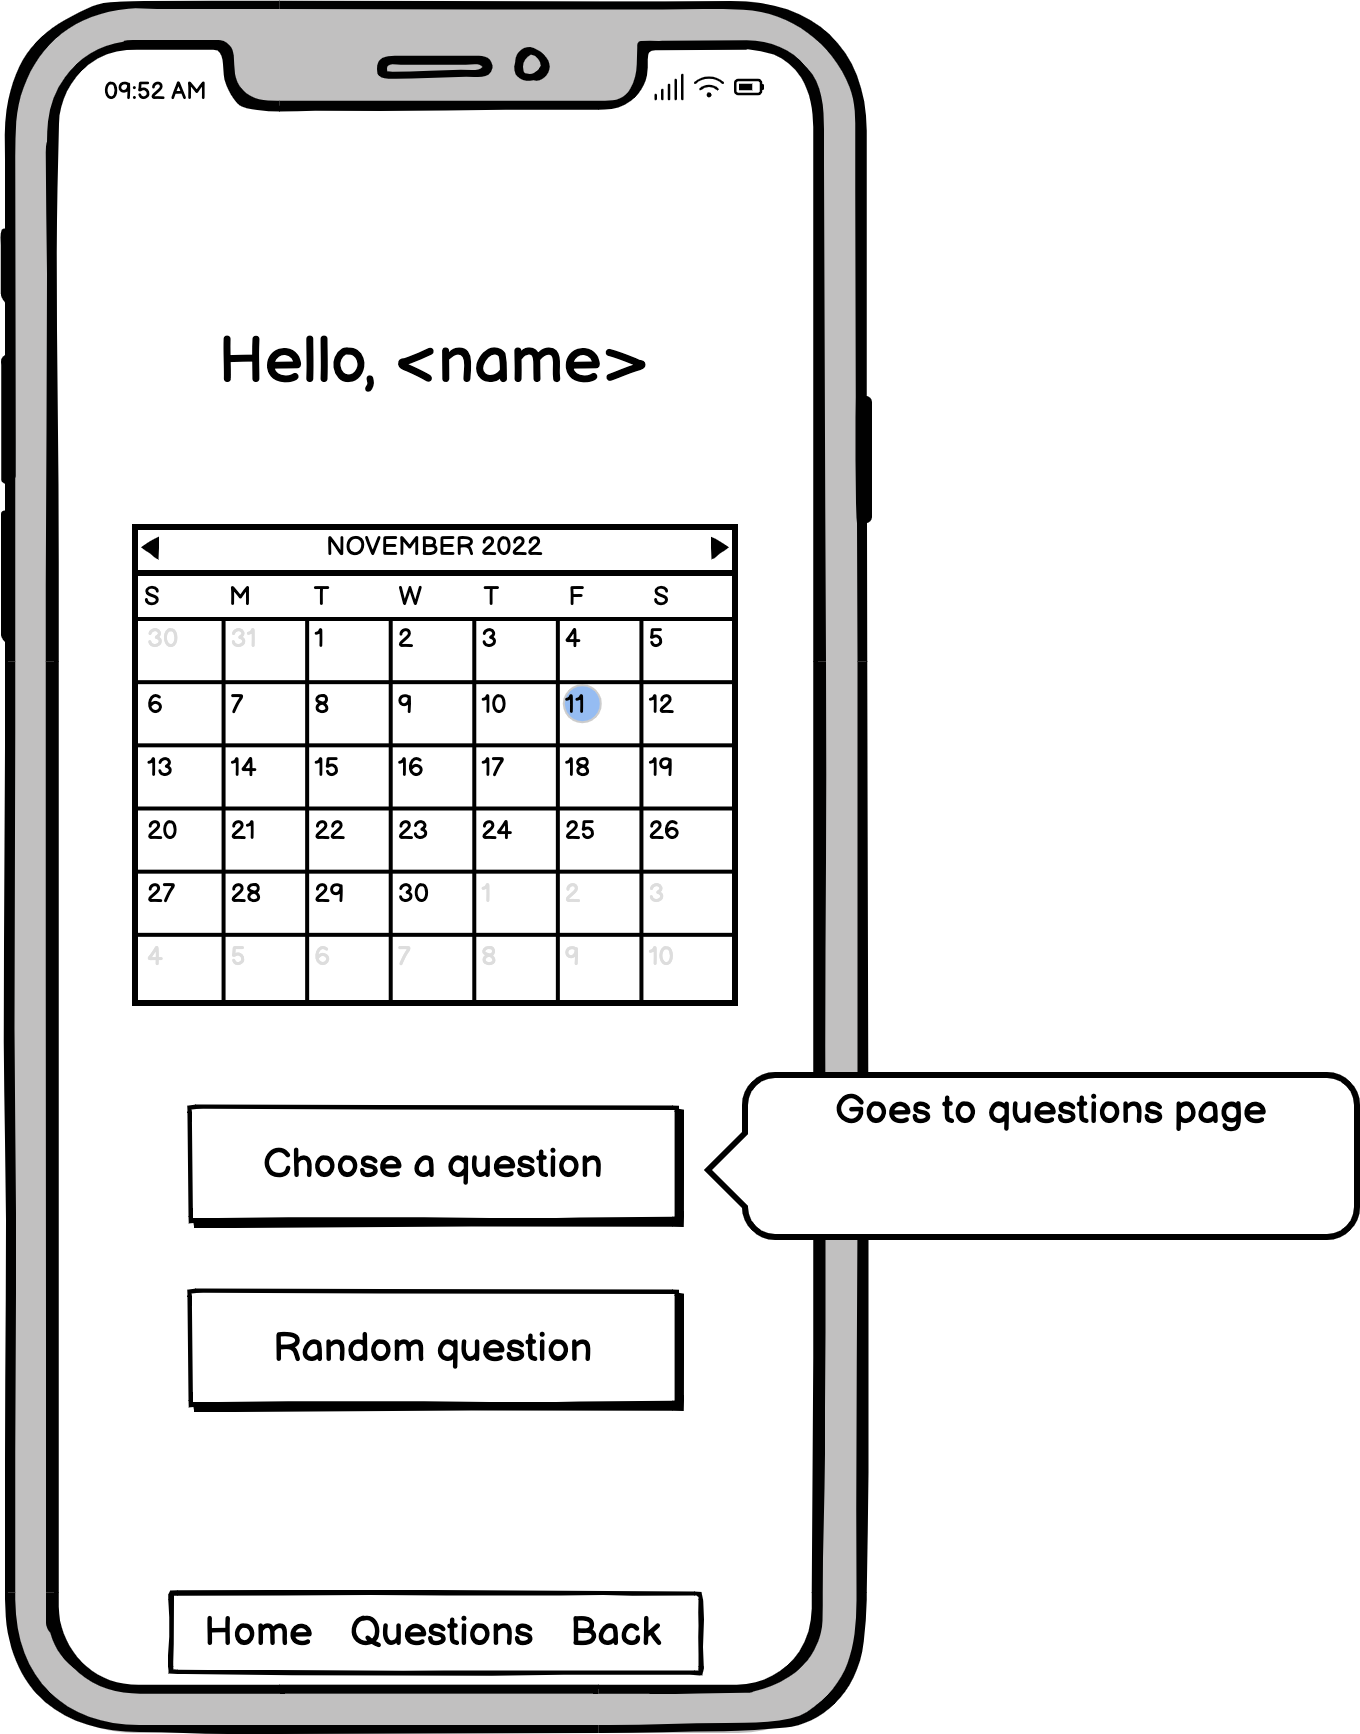 09:52 AM
Hello, <name>
NOVEMBER 2022
S M T W T F S
30 31 1 2 3 4 5
6 7 8 9 10 11 12
13 14 15 16 17 18 19
20 21 22 23 24 25 26
27 28 29 30 1 2 3
4 5 6 7 8 9 10
Choose a question
Goes to questions page
Random question
Home Questions Back